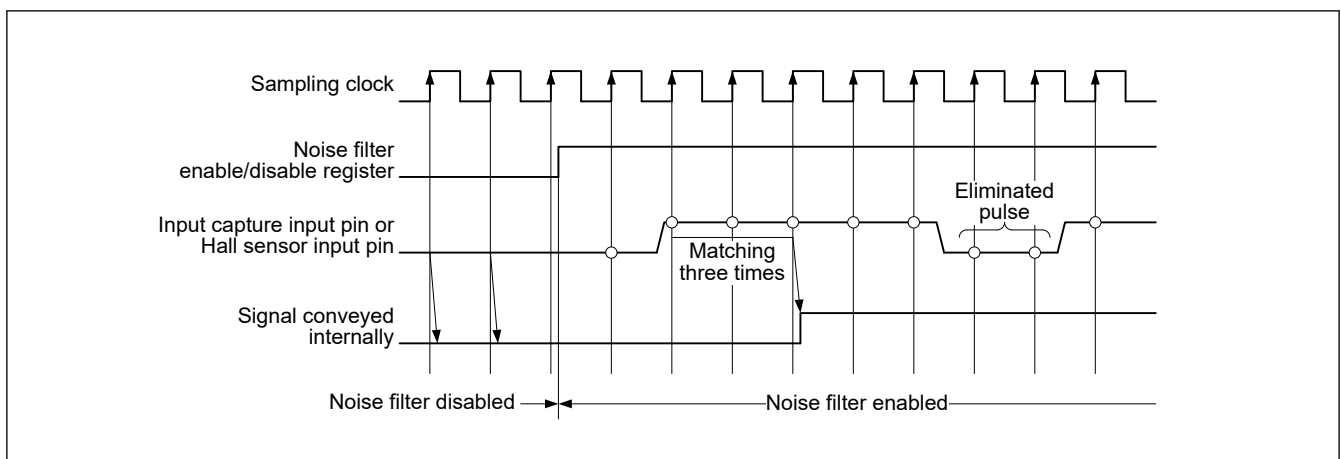 Sampling clock
Noise filter
enable/disable register
Eliminated
pulse
Input capture input pin or
Hall sensor input pin
Matching
three times
Signal conveyed
internally
Noise filter disabled
Noise filter enabled